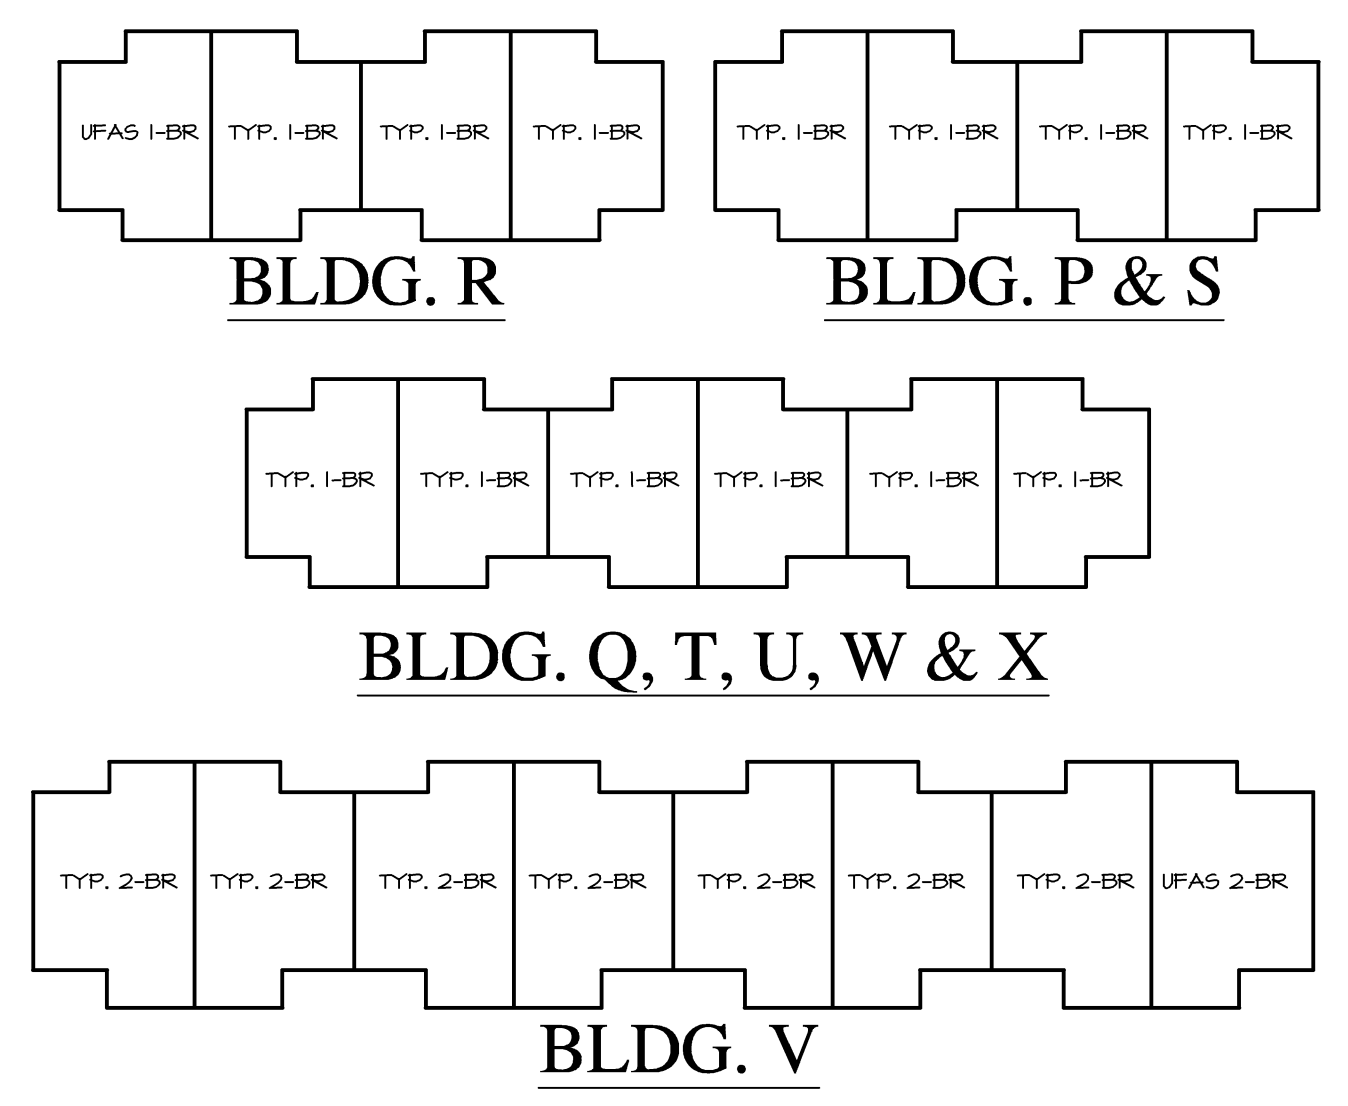 UFAS 1-BR TYP. 1-BR TYP. 1-BR TYP. 1-BR
BLDG. R
TYP. 1-BR TYP. 1-BR TYP. 1-BR TYP. 1-BR
BLDG. P & S
TYP. 1-BR TYP. 1-BR TYP. 1-BR TYP. 1-BR TYP. 1-BR TYP. 1-BR
BLDG. Q, T, U, W & X
TYP. 2-BR TYP. 2-BR TYP. 2-BR TYP. 2-BR TYP. 2-BR TYP. 2-BR TYP. 2-BR UFAS 2-BR
BLDG. V